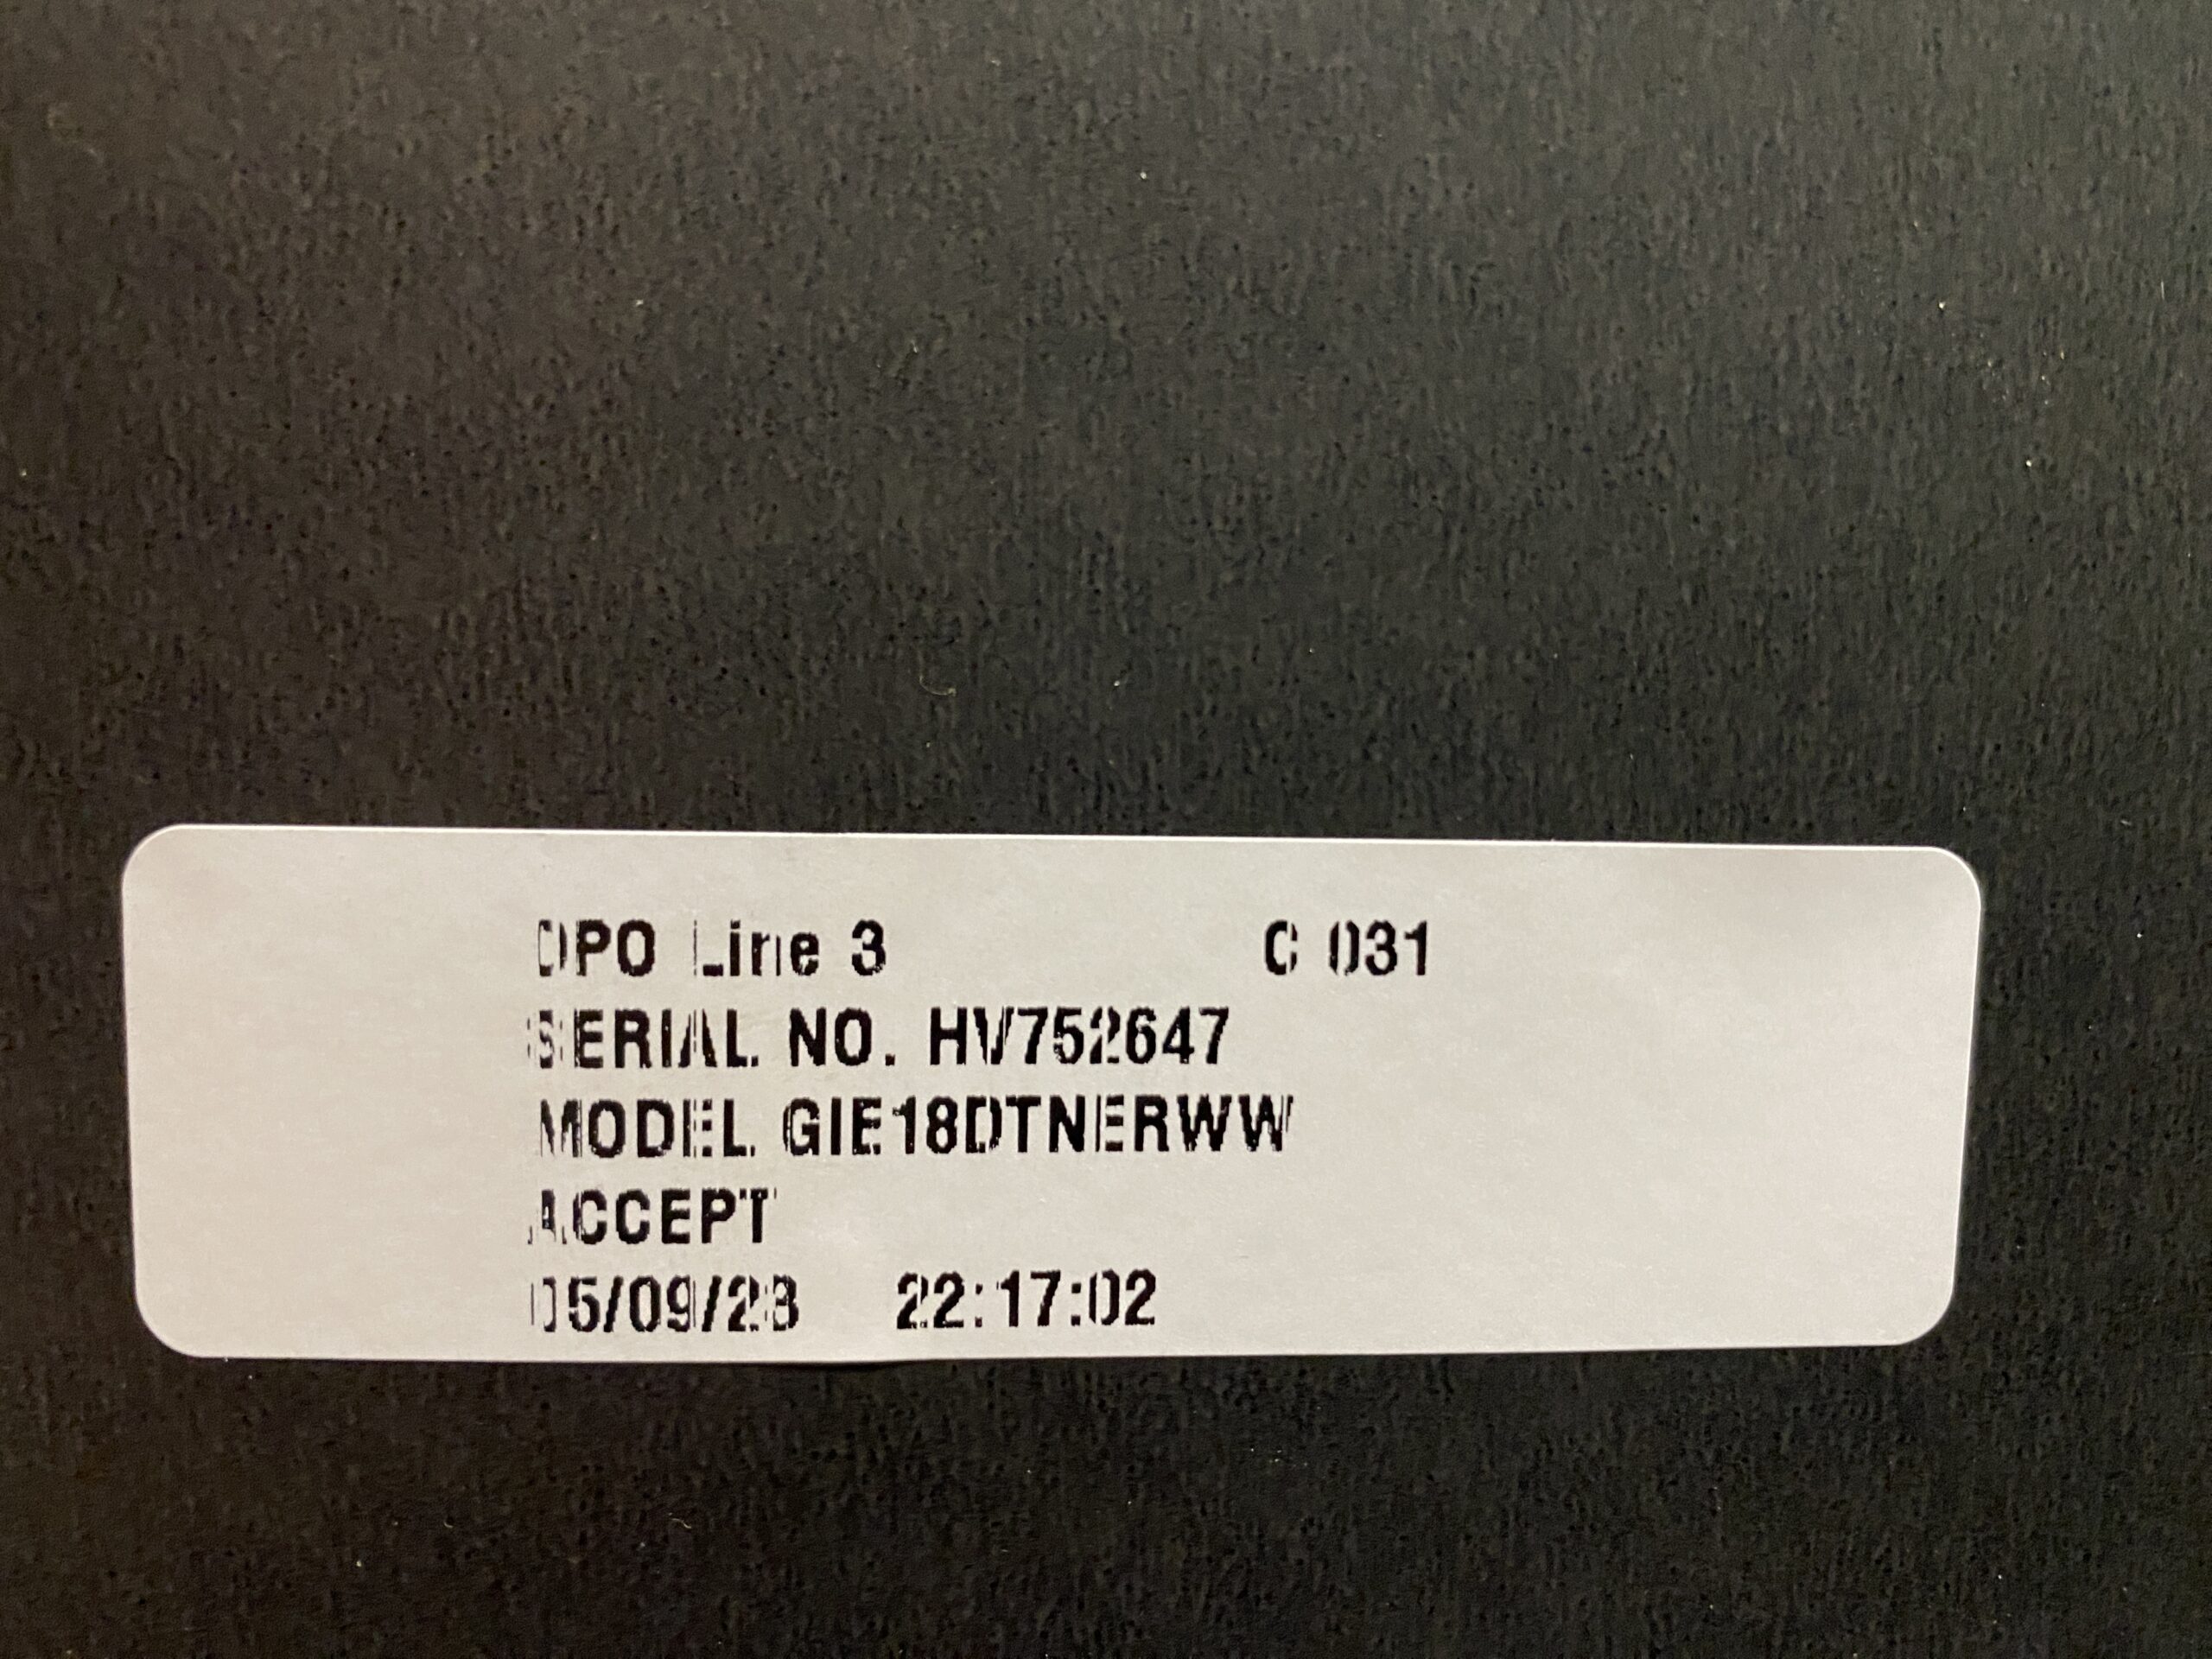 DPO Line 3 C 031
SERIAL NO. HV752647
MODEL GIE18DTNERWW
ACCEPT
05/09/23 22:17:02